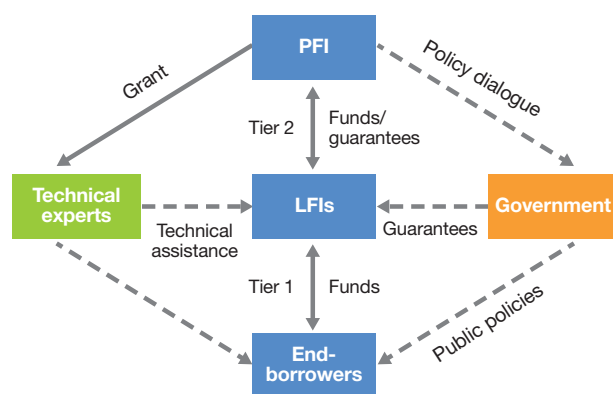 PFI
Grant
Policy dialogue
Tier 2
Funds/
guarantees
Technical
experts
LFIs
Government
Technical
assistance
Guarantees
Tier 1
Funds
Public policies
End-
borrowers